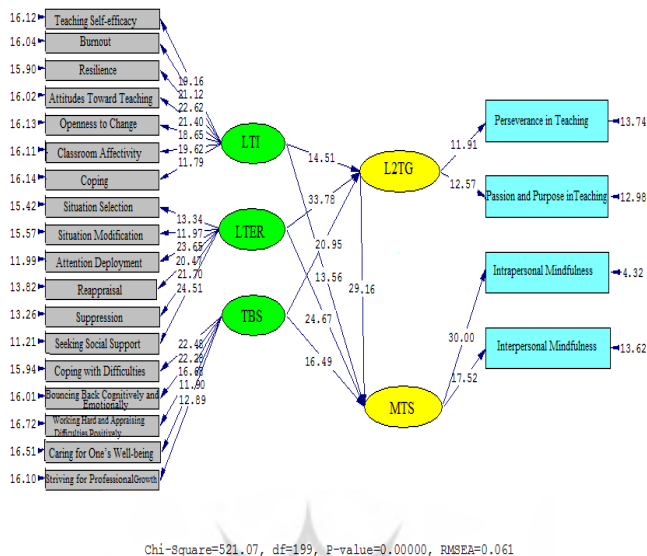 16.12 Teaching Self-efficacy
16.04 Burnout
15.90 Resilience
16.02 Attitudes Toward Teaching
16.13 Openness to Change
16.11 Classroom Affectivity
16.14 Coping
15.42 Situation Selection
15.57 Situation Modification
11.99 Attention Deployment
13.82 Reappraisal
13.26 Suppression
11.21 Seeking Social Support
15.94 Coping with Difficulties
16.01 Bouncing Back Cognitively and
Emotionally
16.72 Working Hard and Appraising
Difficulties Positively
16.51 Caring for One's Well-being
16.10 Striving for ProfessionalGrowth
19.16
21.12
22.62
21.40
18.65
19.62
11.79
13.34
11.97
23.65
20.47
21.70
24.51
22.48
16.68
11.90
12.89
LTI
LTER
TBS
14.51
33.78
20.95
13.56
24.67
16.49
29.16
L2TG
MTS
11.91
12.57
30.00
17.52
Perseverance in Teaching 13.74
Passion and Purpose inTeaching 12.98
Intrapersonal Mindfulness 4.32
Interpersonal Mindfulness 13.62
Chi-Square=521.07, df=199, P-value=0.00000, RMSEA=0.061